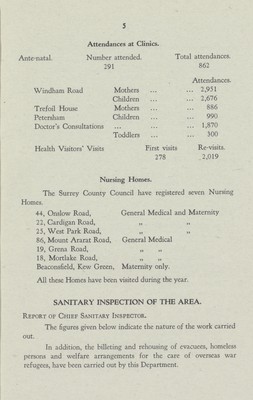 5
Attendances at Clinics.
Ante-natal. Number attended. Total attendances.
291 862
Attendances.
Windham Road Mothers ... ... 2,951
Children ... ... 2,676
Trefoil House Mothers ... ... 886
Petersham Children ... ... 990
Doctor's Consultations ... ... ... 1,870
Toddlers ... ... 300
Health Visitors' Visits First visits Re-visits.
278 2,019
Nursing Homes.
The Surrey County Council have registered seven Nursing
Homes.
44, Onslow Road, General Medical and Maternity
22, Cardigan Road, „ „
25, West Park Road, „ „
86, Mount Ararat Road, General Medical
19, Grena Road, „ „
18, Mortlake Road, „ „
Beaconsfield, Kew Green, Maternity only.
All these Homes have been visited during the year.
SANITARY INSPECTION OF THE AREA.
REPORT OF CHIEF SANITARY INSPECTOR.
The figures given below indicate the nature of the work carried
out.
In addition, the billeting and rehousing of evacuees, homeless
persons and welfare arrangements for the care of overseas war
refugees, have been carried out by this Department.